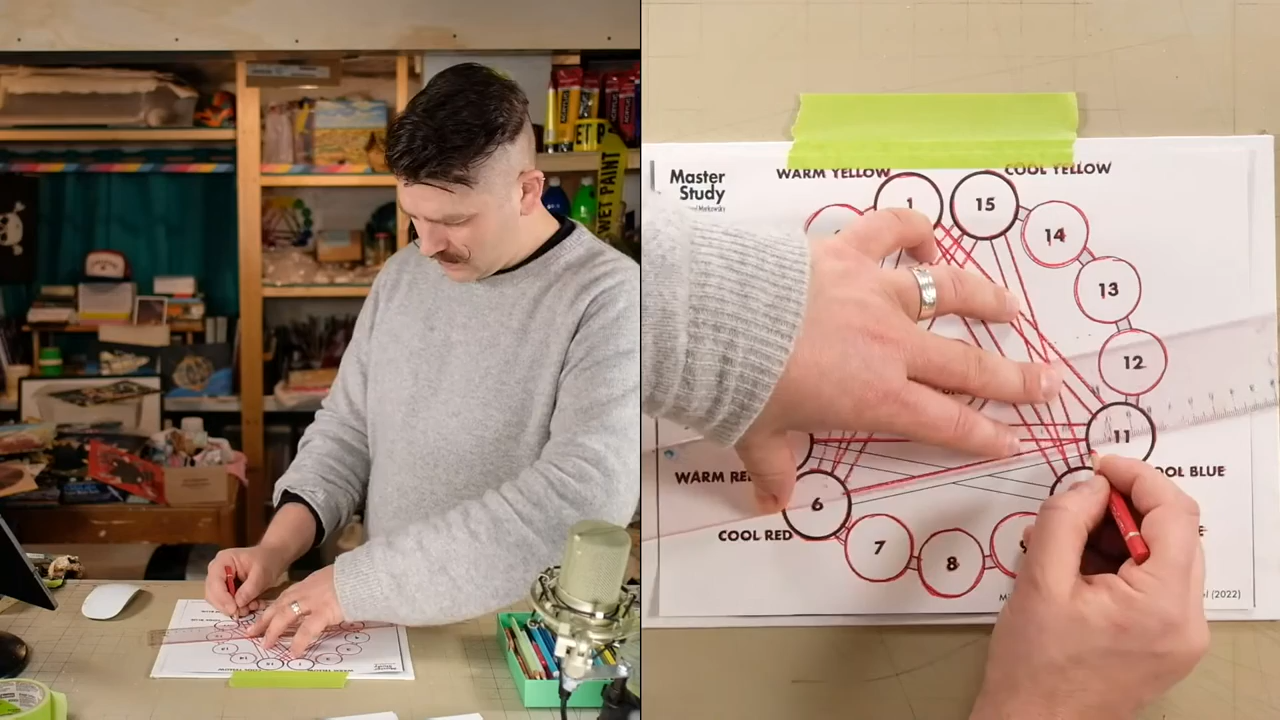 WET PAINT
Master
Study
WARM YELLOW
COOL YELLOW
1
15
14
13
12
11
WARM RE
OOL BLUE
6
COOL RED
7
8
(2022)